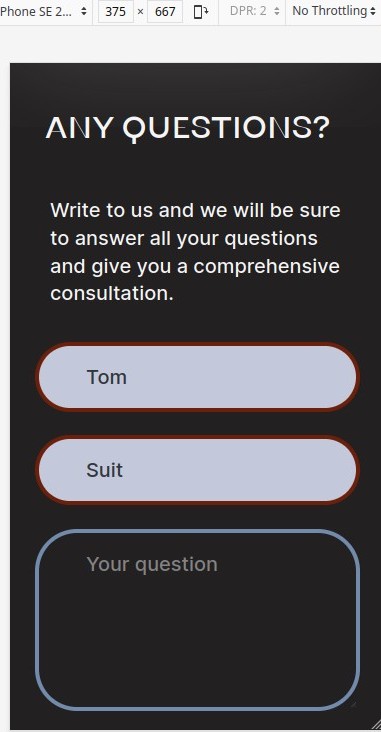 Phone SE 2... 375 × 667 DPR: 2 No Throttling
ANY QUESTIONS?
Write to us and we will be sure
to answer all your questions
and give you a comprehensive
consultation.
Tom
Suit
Your question